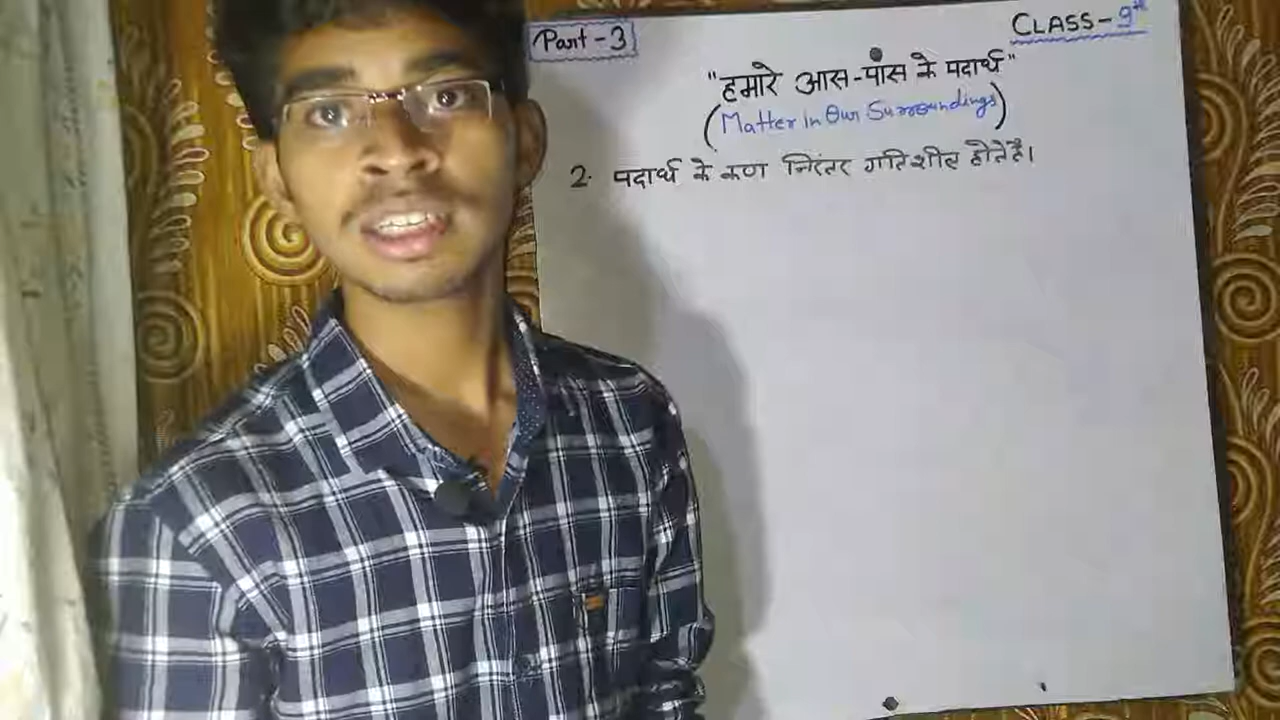 Part-3
CLASS-9th
"हमारे आस-पास के पदार्थ"
(Matter in Our Surroundings)
2. पदार्थ के कण निरंतर गतिशील होते है।